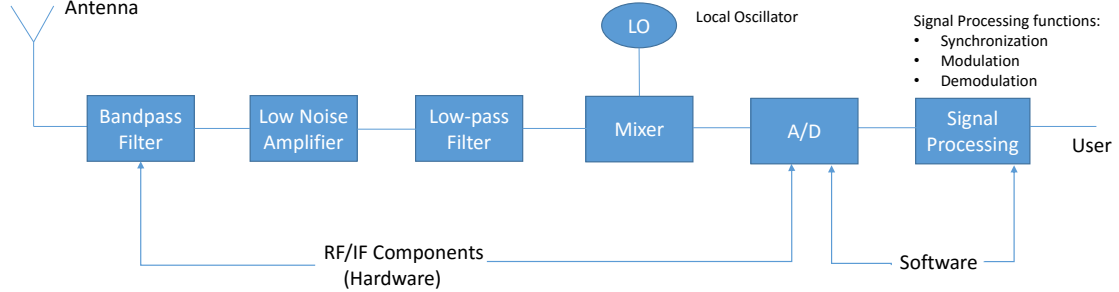 Antenna
LO
Local Oscillator
Signal Processing functions:
• Synchronization
• Modulation
• Demodulation
Bandpass
Filter
Low Noise
Amplifier
Low-pass
Filter
Mixer
A/D
Signal
Processing
User
RF/IF Components
(Hardware)
Software